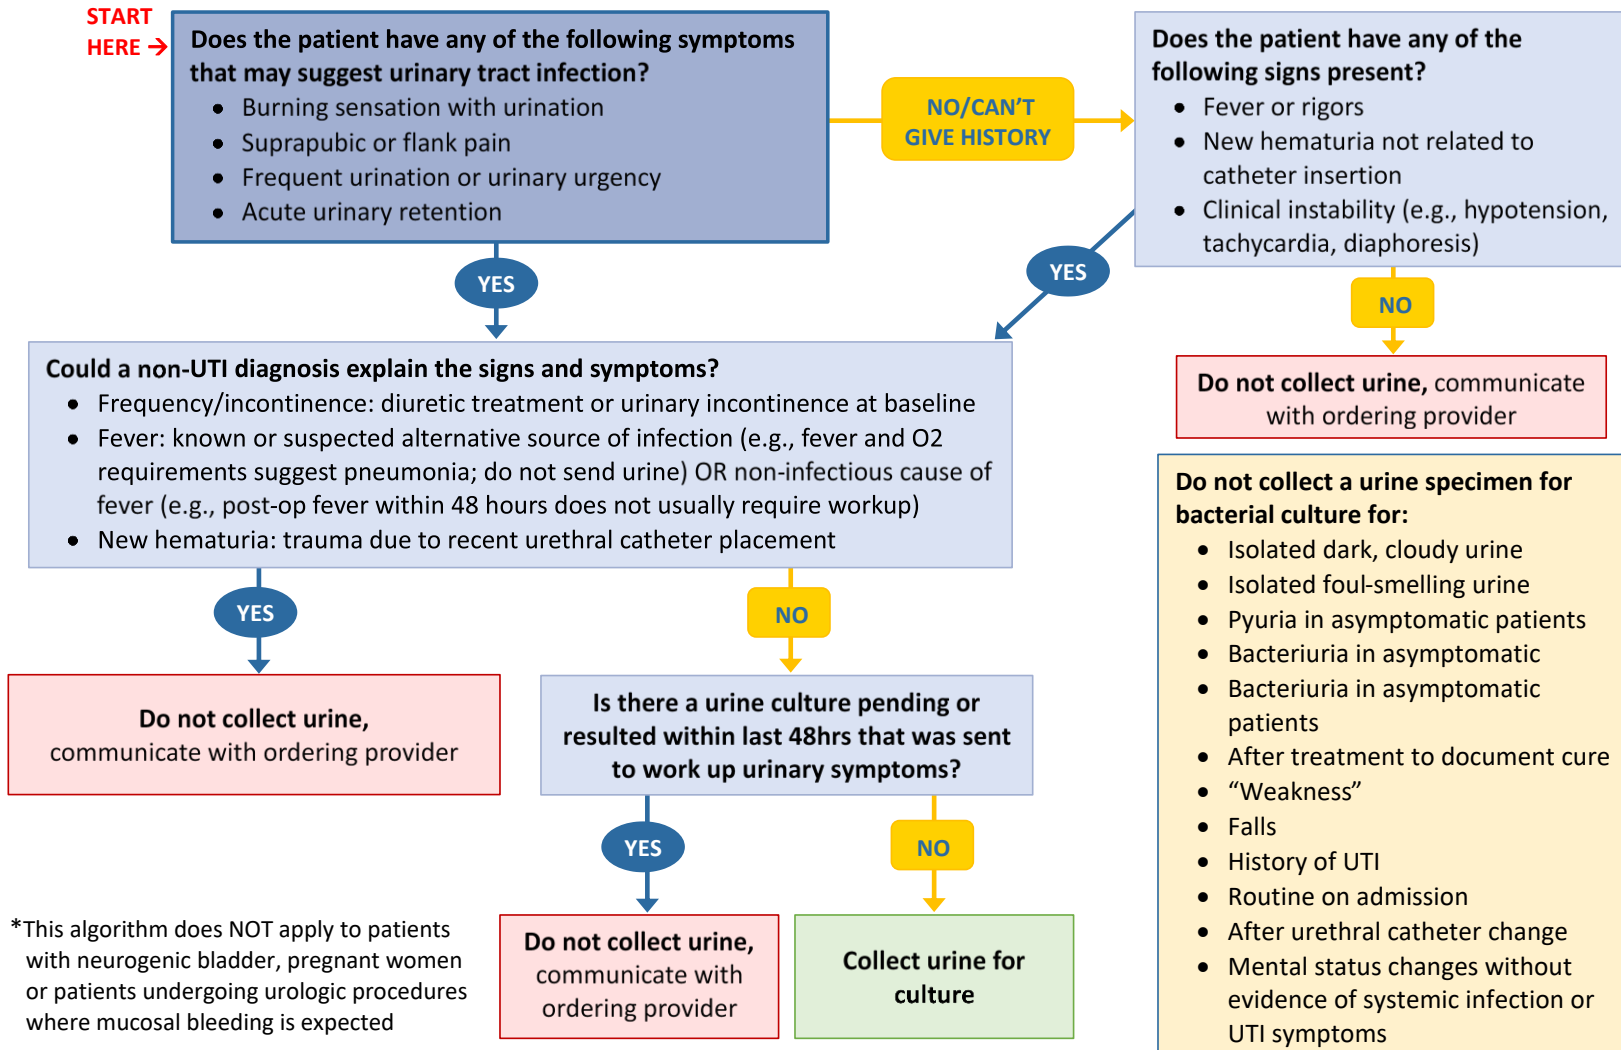 START
HERE →
Does the patient have any of the following symptoms
that may suggest urinary tract infection?
• Burning sensation with urination
• Suprapubic or flank pain
• Frequent urination or urinary urgency
• Acute urinary retention
NO/CAN'T
GIVE HISTORY
Does the patient have any of the
following signs present?
• Fever or rigors
• New hematuria not related to
catheter insertion
• Clinical instability (e.g., hypotension,
tachycardia, diaphoresis)
YES
YES
NO
Could a non-UTI diagnosis explain the signs and symptoms?
• Frequency/incontinence: diuretic treatment or urinary incontinence at baseline
• Fever: known or suspected alternative source of infection (e.g., fever and O2
requirements suggest pneumonia; do not send urine) OR non-infectious cause of
fever (e.g., post-op fever within 48 hours does not usually require workup)
• New hematuria: trauma due to recent urethral catheter placement
Do not collect urine, communicate
with ordering provider
YES
NO
Do not collect urine,
communicate with ordering provider
Is there a urine culture pending or
resulted within last 48hrs that was sent
to work up urinary symptoms?
YES
NO
Do not collect urine,
communicate with
ordering provider
Collect urine for
culture
Do not collect a urine specimen for
bacterial culture for:
• Isolated dark, cloudy urine
• Isolated foul-smelling urine
• Pyuria in asymptomatic patients
• Bacteriuria in asymptomatic
• Bacteriuria in asymptomatic
patients
• After treatment to document cure
• “Weakness”
• Falls
• History of UTI
• Routine on admission
• After urethral catheter change
• Mental status changes without
evidence of systemic infection or
UTI symptoms
*This algorithm does NOT apply to patients
with neurogenic bladder, pregnant women
or patients undergoing urologic procedures
where mucosal bleeding is expected